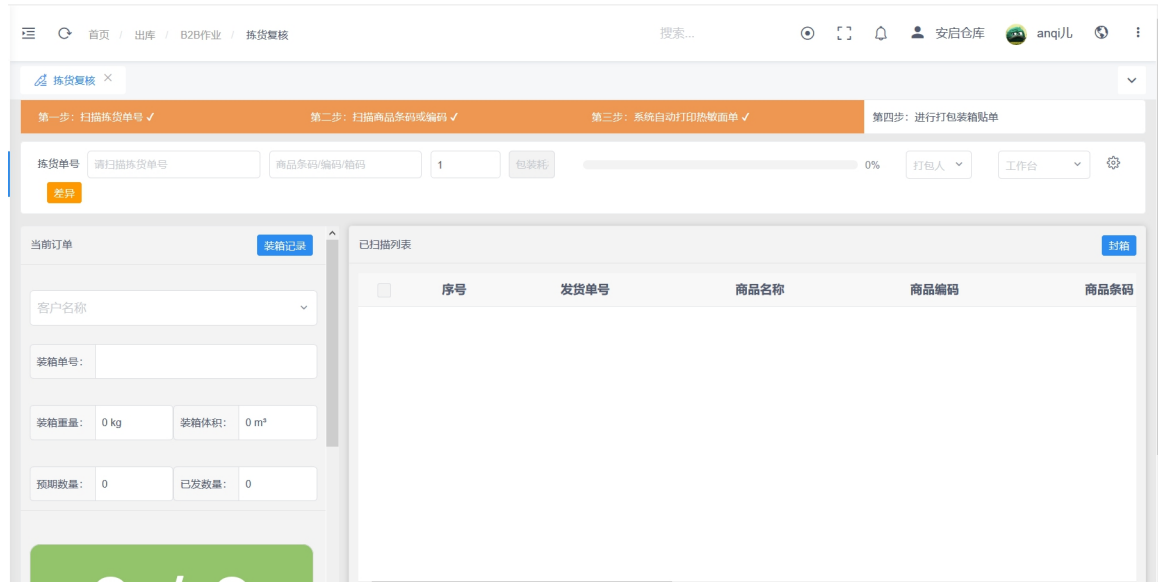 首页 / 出库 / B2B作业 / 拣货复核 搜索... 安启仓库 anqi儿
拣货复核
第一步：扫描拣货单号 ✓ 第二步：扫描商品条码或编码 ✓ 第三步：系统自动打印热敏面单 ✓ 第四步：进行打包装箱贴单
拣货单号 请扫描拣货单号 商品条码/编码/箱码 1 包装耗 0% 打包人 工作台
差异
当前订单 装箱记录 已扫描列表 封箱
序号 发货单号 商品名称 商品编码 商品条码
客户名称
装箱单号：
装箱重量： 0 kg 装箱体积： 0 m³
预期数量： 0 已发数量： 0